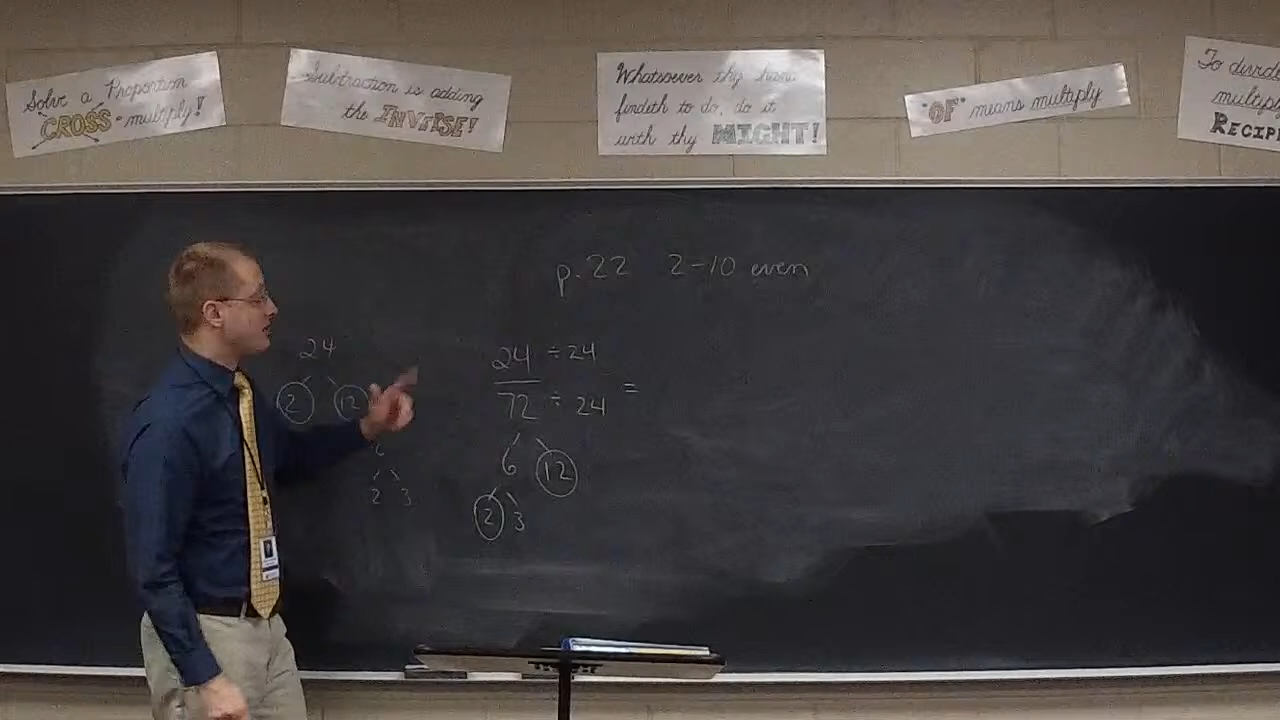 Solve a Proportion
CROSS-multiply!
Subtraction is adding
the INVERSE!
Whatsoever thy hand
findeth to do, do it
with thy MIGHT!
"OF" means multiply
To divide
multiply
RECIP
p. 22 2-10 even
24
2 12
6
2 3
24 ÷ 24
72 ÷ 24 =
6 12
2 3